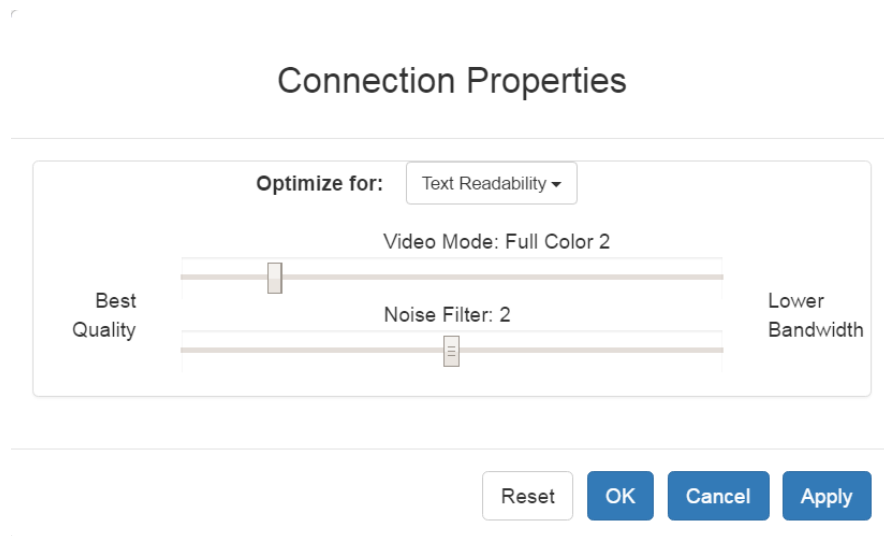 Connection Properties
Optimize for: Text Readability
Video Mode: Full Color 2
Best
Quality
Lower
Bandwidth
Noise Filter: 2
Reset OK Cancel Apply